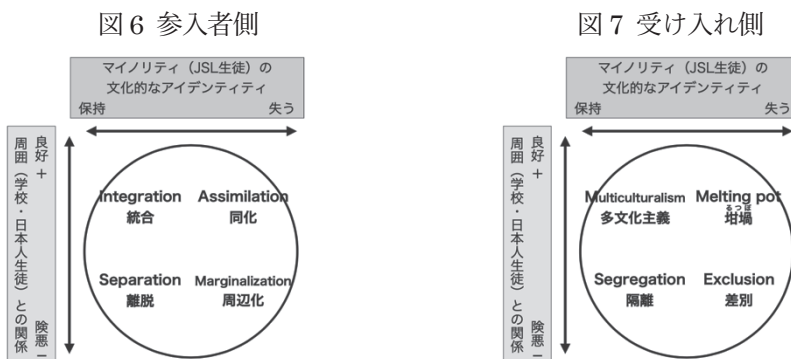 図6 参入者側
マイノリティ（JSL生徒）の
文化的なアイデンティティ
保持 失う
良好＋
周囲（学校・日本人生徒）との関係
険悪－
Integration Assimilation
統合 同化
Separation Marginalization
離脱 周辺化
図7 受け入れ側
マイノリティ（JSL生徒）の
文化的なアイデンティティ
保持 失う
良好＋
周囲（学校・日本人生徒）との関係
険悪－
Multiculturalism Melting pot
るつぼ
多文化主義 坩堝
Segregation Exclusion
隔離 差別